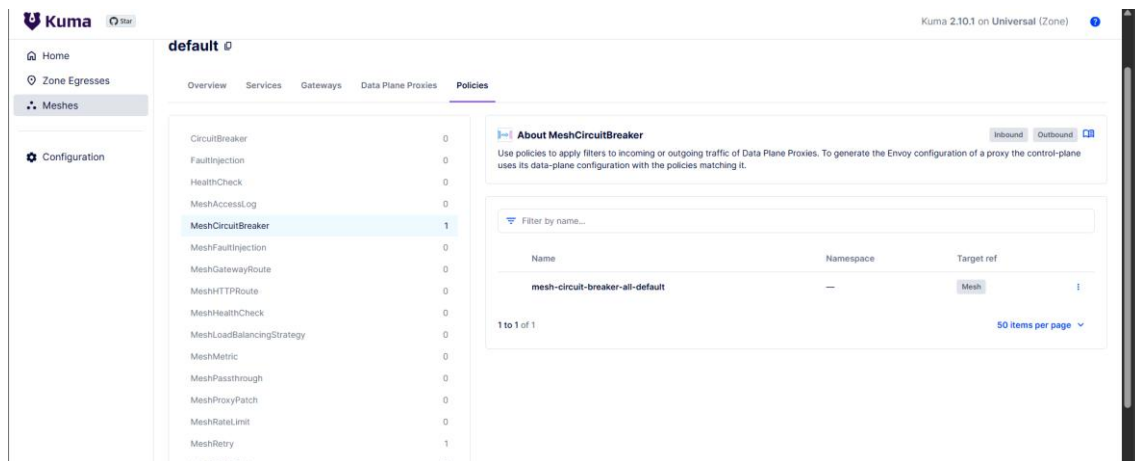 Kuma
Star
Kuma 2.10.1 on Universal (Zone)
?
Home
Zone Egresses
Meshes
Configuration
default
Overview Services Gateways Data Plane Proxies Policies
CircuitBreaker 0
FaultInjection 0
HealthCheck 0
MeshAccessLog 0
MeshCircuitBreaker 1
MeshFaultInjection 0
MeshGatewayRoute 0
MeshHTTPRoute 0
MeshHealthCheck 0
MeshLoadBalancingStrategy 0
MeshMetric 0
MeshPassthrough 0
MeshProxyPatch 0
MeshRateLimit 0
MeshRetry 1
About MeshCircuitBreaker
Inbound Outbound
Use policies to apply filters to incoming or outgoing traffic of Data Plane Proxies. To generate the Envoy configuration of a proxy the control-plane
uses its data-plane configuration with the policies matching it.
Filter by name...
Name Namespace Target ref
mesh-circuit-breaker-all-default — Mesh
1 to 1 of 1
50 items per page